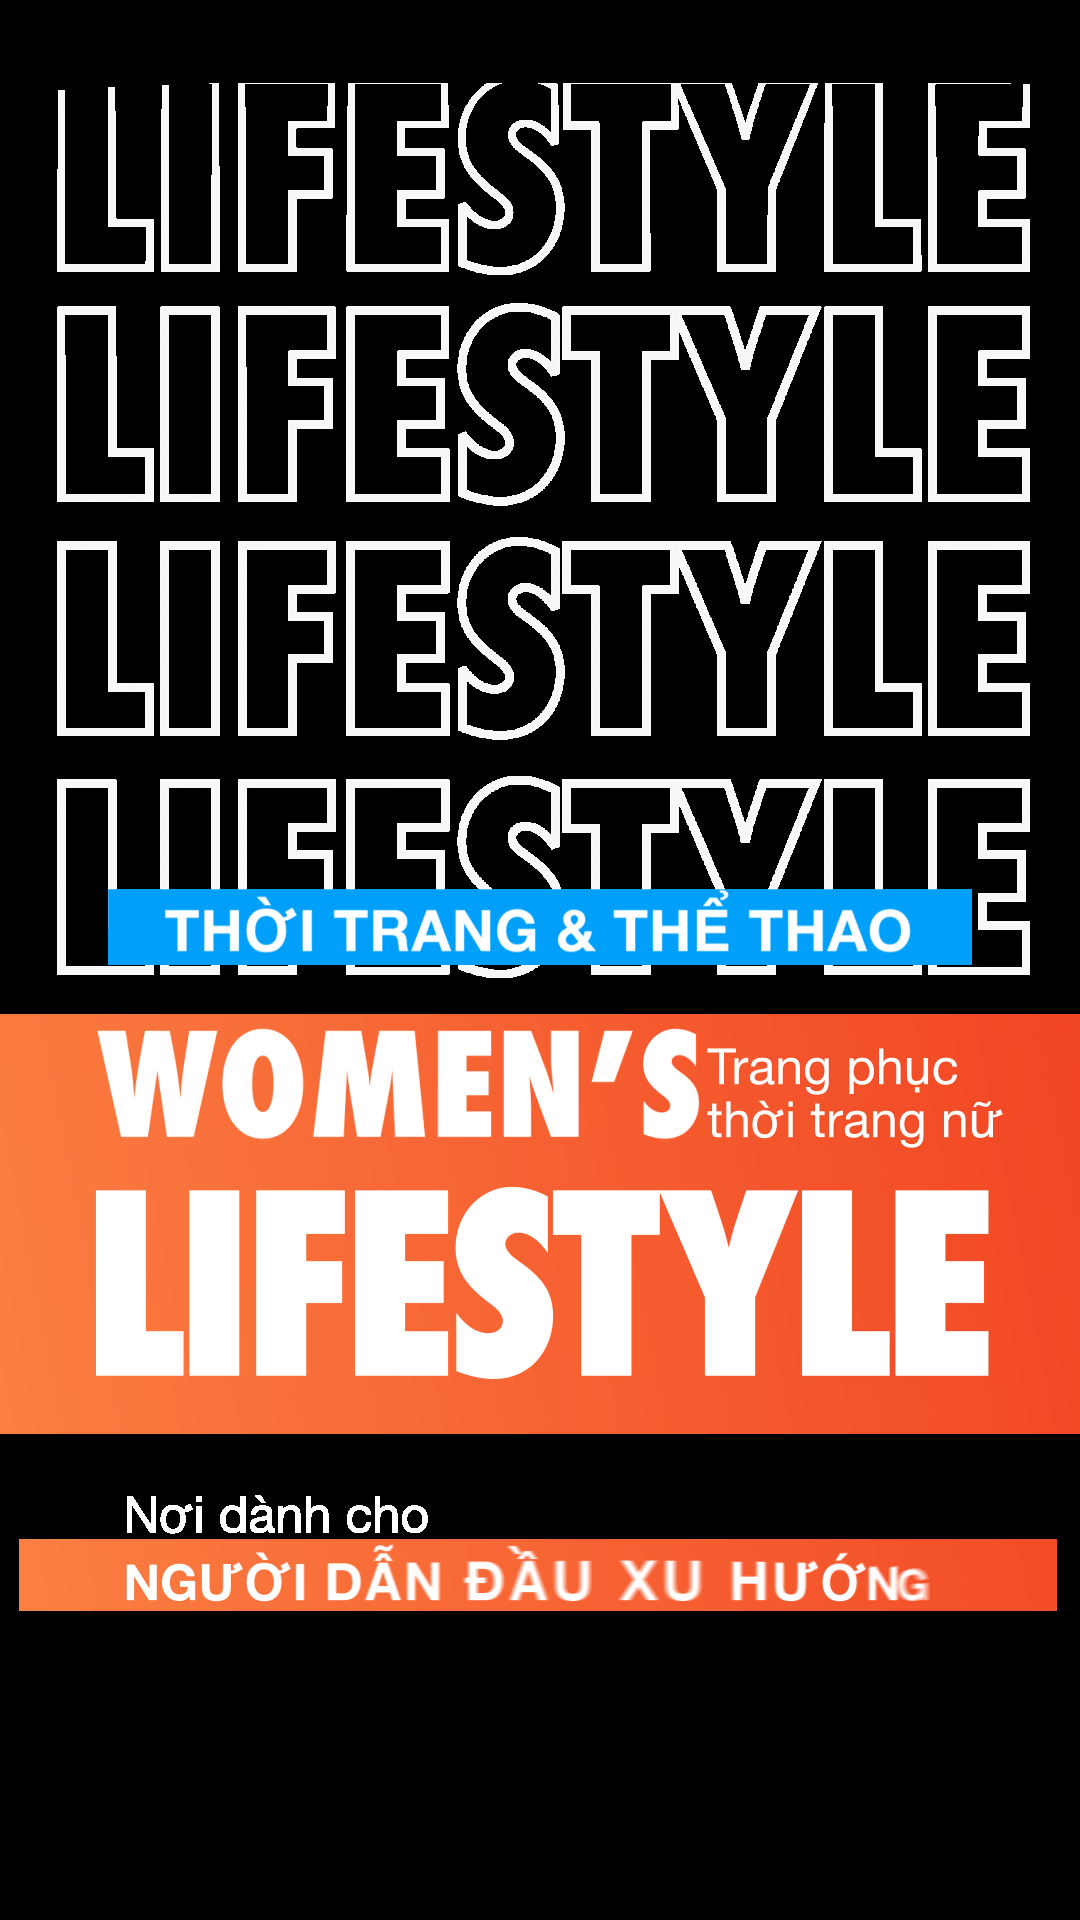 LIFESTYLE
LIFESTYLE
LIFESTYLE
LIFESTYLE
THỜI TRANG & THỂ THAO
WOMEN’S
Trang phục
thời trang nữ
LIFESTYLE
Nơi dành cho
NGƯỜI DẪN ĐẦU XU HƯỚNG